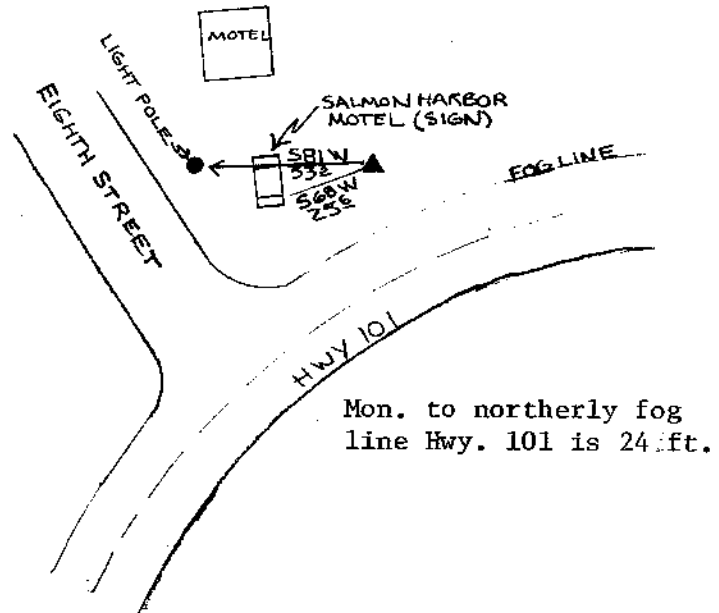 MOTEL
LIGHT POLE
EIGHTH STREET
SALMON HARBOR
MOTEL (SIGN)
S81W
53²
S68W
25⁶
FOG LINE
HWY 101
Mon. to northerly fog
line Hwy. 101 is 24 ft.